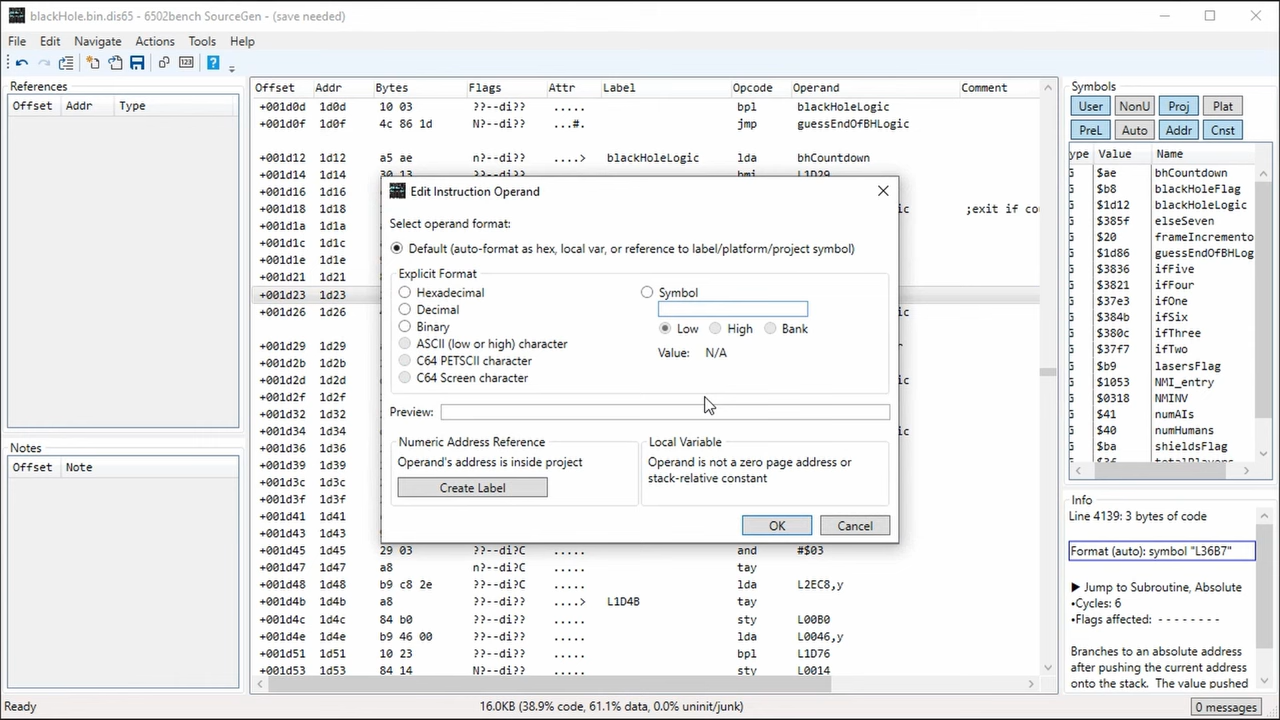 blackHole.bin.dis65 - 6502bench SourceGen - (save needed)
File Edit Navigate Actions Tools Help
References
Offset Addr Type
Notes
Offset Note
Offset Addr Bytes Flags Attr Label Opcode Operand Comment
+001d0d 1d0d 10 03 ??--di?? ..... bpl blackHoleLogic
+001d0f 1d0f 4c 86 1d N?--di?? ...#. jmp guessEndOfBHLogic
+001d12 1d12 a5 ae n?--di?? ....> blackHoleLogic lda bhCountdown
+001d14 1d14 30 13 ??--di?? ..... bmi L1D29
+001d16 1d16
+001d18 1d18 ;exit if co
+001d1a 1d1a
+001d1c 1d1c
+001d1e 1d1e
+001d21 1d21
+001d23 1d23
+001d26 1d26
+001d29 1d29
+001d2b 1d2b
+001d2d 1d2d
+001d2f 1d2f
+001d32 1d32
+001d34 1d34
+001d36 1d36
+001d39 1d39
+001d3c 1d3c
+001d3f 1d3f
+001d41 1d41
+001d43 1d43
+001d45 1d45 29 03 ??--di?C ..... and #$03
+001d47 1d47 a8 n?--di?C ..... tay
+001d48 1d48 b9 c8 2e ??--di?C ..... lda L2EC8,y
+001d4b 1d4b a8 ??--di?? ....> L1D4B tay
+001d4c 1d4c 84 b0 ??--di?? ..... sty L00B0
+001d4e 1d4e b9 46 00 ??--di?? ..... lda L0046,y
+001d51 1d51 10 23 ??--di?? ..... bpl L1D76
+001d53 1d53 84 14 N?--di?? ..... sty L0014
Edit Instruction Operand
Select operand format:
Default (auto-format as hex, local var, or reference to label/platform/project symbol)
Explicit Format
Hexadecimal
Decimal
Binary
ASCII (low or high) character
C64 PETSCII character
C64 Screen character
Symbol
Low High Bank
Value: N/A
Preview:
Numeric Address Reference
Operand's address is inside project
Create Label
Local Variable
Operand is not a zero page address or
stack-relative constant
OK Cancel
Symbols
User NonU Proj Plat
PreL Auto Addr Cnst
ype Value Name
G $ae bhCountdown
G $b8 blackHoleFlag
G $1d12 blackHoleLogic
G $385f elseSeven
G $20 frameIncremento
G $1d86 guessEndOfBHLog
G $3836 ifFive
G $3821 ifFour
G $37e3 ifOne
G $384b ifSix
G $380c ifThree
G $37f7 ifTwo
G $b9 lasersFlag
G $1053 NMI_entry
G $0318 NMINV
G $41 numAIs
G $40 numHumans
G $ba shieldsFlag
Info
Line 4139: 3 bytes of code
Format (auto): symbol "L36B7"
▶ Jump to Subroutine, Absolute
•Cycles: 6
•Flags affected: - - - - - - - -
Branches to an absolute address
after pushing the current address
onto the stack. The value pushed
Ready 16.0KB (38.9% code, 61.1% data, 0.0% uninit/junk) 0 messages